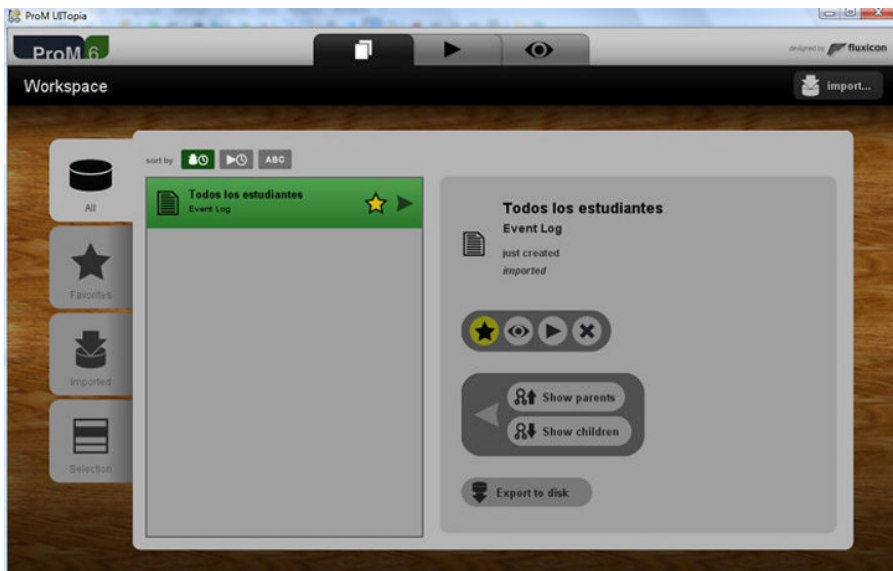 ProM UITopia
ProM 6
designed by fluxicon
Workspace
import...
sort by
ABC
All
Todos los estudiantes
Event Log
Todos los estudiantes
Event Log
just created
imported
Favorites
Imported
Show parents
Show children
Selection
Export to disk